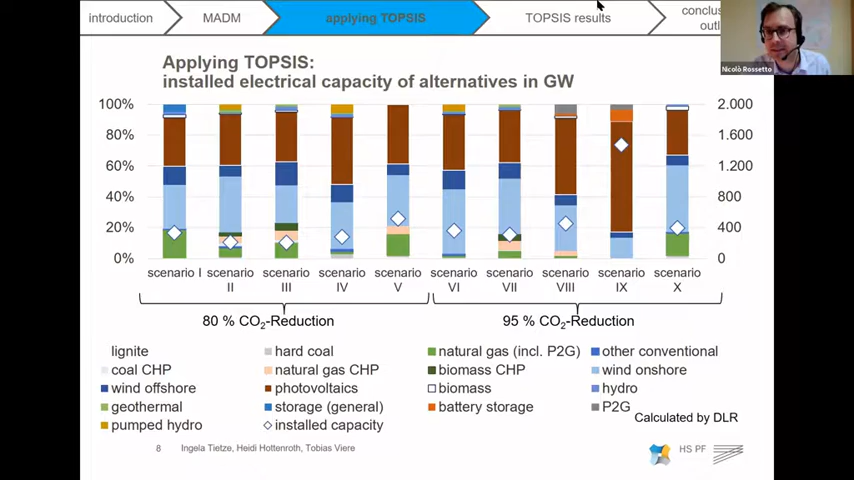 introduction
MADM
applying TOPSIS
TOPSIS results
conclus
outl
Nicolò Rossetto
Applying TOPSIS:
installed electrical capacity of alternatives in GW
100%
80%
60%
40%
20%
0%
2.000
1.600
1.200
800
400
0
scenario I
scenario II
scenario III
scenario IV
scenario V
scenario VI
scenario VII
scenario VIII
scenario IX
scenario X
80 % CO₂-Reduction
95 % CO₂-Reduction
lignite
hard coal
natural gas (incl. P2G)
other conventional
coal CHP
natural gas CHP
biomass CHP
wind onshore
wind offshore
photovoltaics
biomass
hydro
geothermal
storage (general)
battery storage
P2G
pumped hydro
installed capacity
Calculated by DLR
8
Ingela Tietze, Heidi Hottenroth, Tobias Viere
HS PF